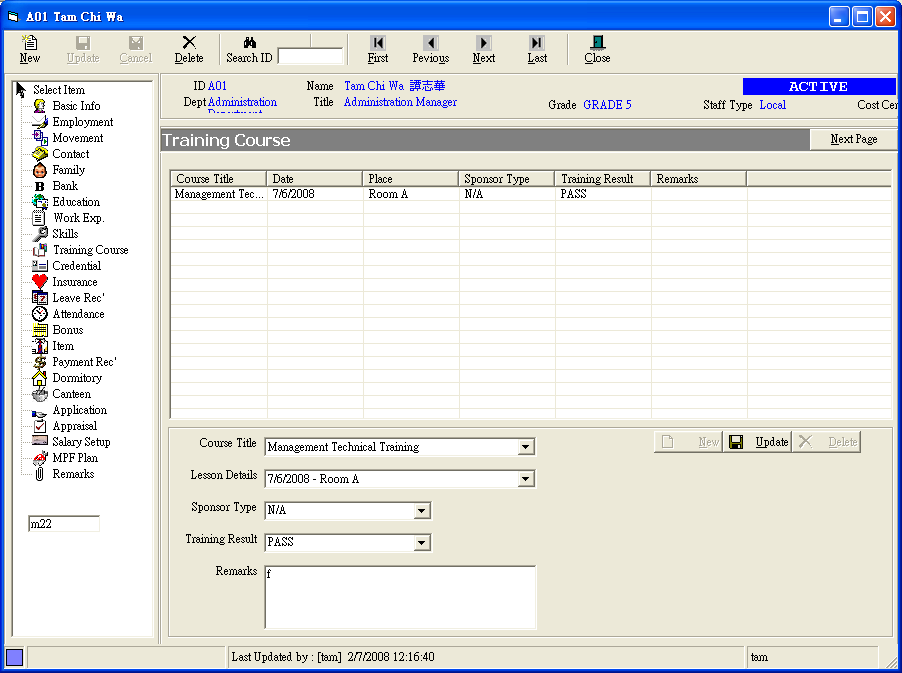 A01 Tam Chi Wa
New Update Cancel Delete Search ID First Pevious Next Last Close
Select Item
Basic Info
Employment
Movement
Contact
Family
Bank
Education
Work Exp.
Skills
Training Course
Credential
Insurance
Leave Rec'
Attendance
Bonus
Item
Payment Rec'
Dormitory
Canteen
Application
Appraisal
Salary Setup
MPF Plan
Remarks
m22
ID A01 Name Tam Chi Wa 譚志華 ACTIVE
Dept Administration Title Administration Manager Grade GRADE 5 Staff Type Local Cost Cen
Training Course Next Page
Course Title Date Place Sponsor Type Training Result Remarks
Management Tec... 7/6/2008 Room A N/A PASS
Course Title Management Technical Training New Update Delete
Lesson Details 7/6/2008 - Room A
Sponsor Type N/A
Training Result PASS
Remarks f
Last Updated by : [tam] 2/7/2008 12:16:40 tam